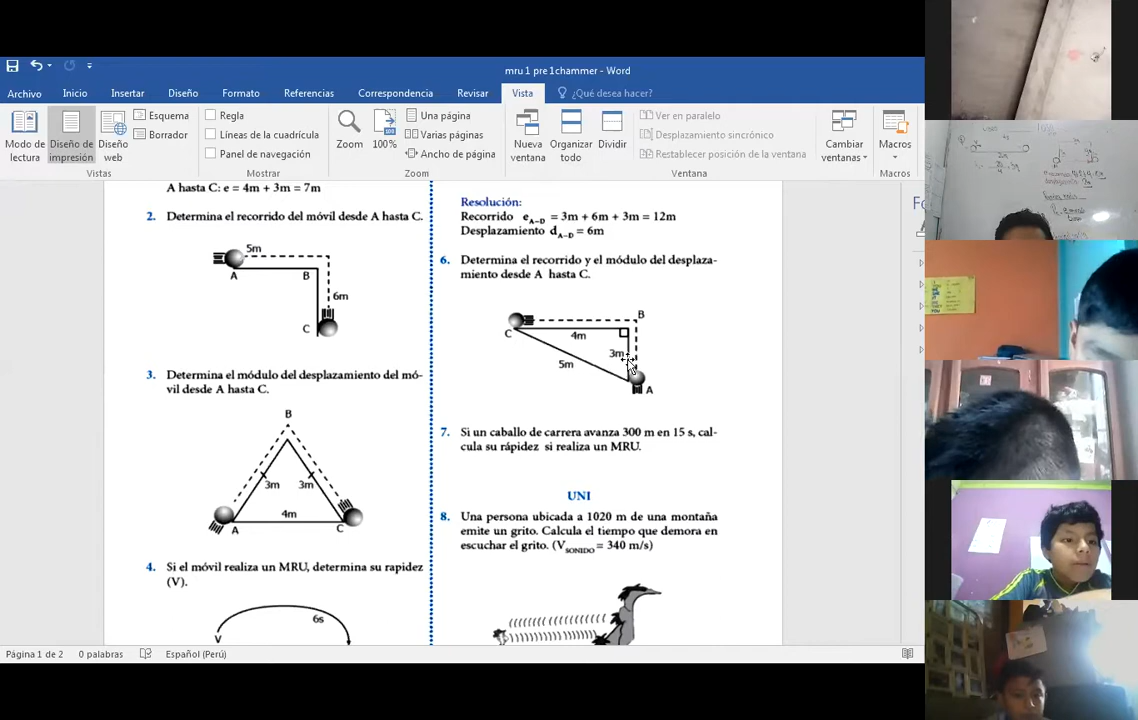 mru 1 pre 1chammer - Word
Archivo
Inicio
Insertar
Diseño
Formato
Referencias
Correspondencia
Revisar
Vista
¿Qué desea hacer?
Modo de lectura
Diseño de impresión
Diseño web
Esquema
Borrador
Vistas
Regla
Líneas de la cuadrícula
Panel de navegación
Mostrar
Zoom
100%
Una página
Varias páginas
Ancho de página
Zoom
Nueva ventana
Organizar todo
Dividir
Ver en paralelo
Desplazamiento sincrónico
Restablecer posición de la ventana
Ventana
Cambiar ventanas
Macros
Macros
A hasta C: e = 4m + 3m = 7m
2. Determina el recorrido del móvil desde A hasta C.
5m
A
B
6m
C
3. Determina el módulo del desplazamiento del mó-
vil desde A hasta C.
B
3m
3m
4m
A
C
4. Si el móvil realiza un MRU, determina su rapidez
(V).
6s
V
Resolución:
Recorrido e A–D = 3m + 6m + 3m = 12m
Desplazamiento d A–D = 6m
6. Determina el recorrido y el módulo del desplaza-
miento desde A hasta C.
B
4m
C
3m
5m
A
7. Si un caballo de carrera avanza 300 m en 15 s, cal-
cula su rápidez si realiza un MRU.
UNI
8. Una persona ubicada a 1020 m de una montaña
emite un grito. Calcula el tiempo que demora en
escuchar el grito. (V SONIDO = 340 m/s)
Página 1 de 2
0 palabras
Español (Perú)